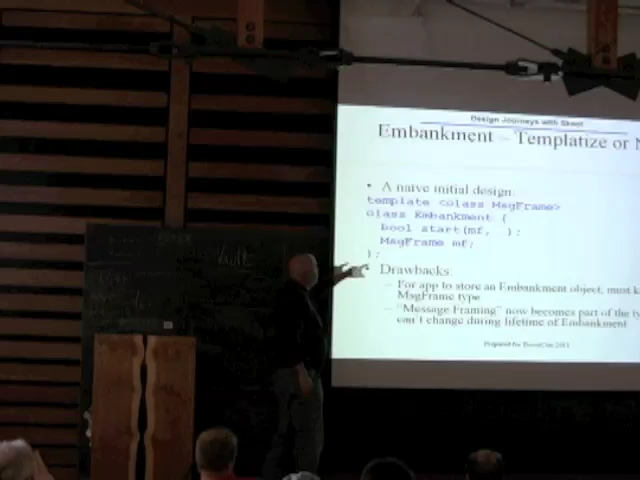 Design Journeys with Skool
Embankment – Templatize or N
• A naive initial design:
template <class MsgFrame>
class Embankment {
bool start(mf, );
MsgFrame mf;
};
Drawbacks:
– For app to store an Embankment object, must k
MsgFrame type
– "Message Framing" now becomes part of the ty
can't change during lifetime of Embankment
Prepared for BoostCon 2011